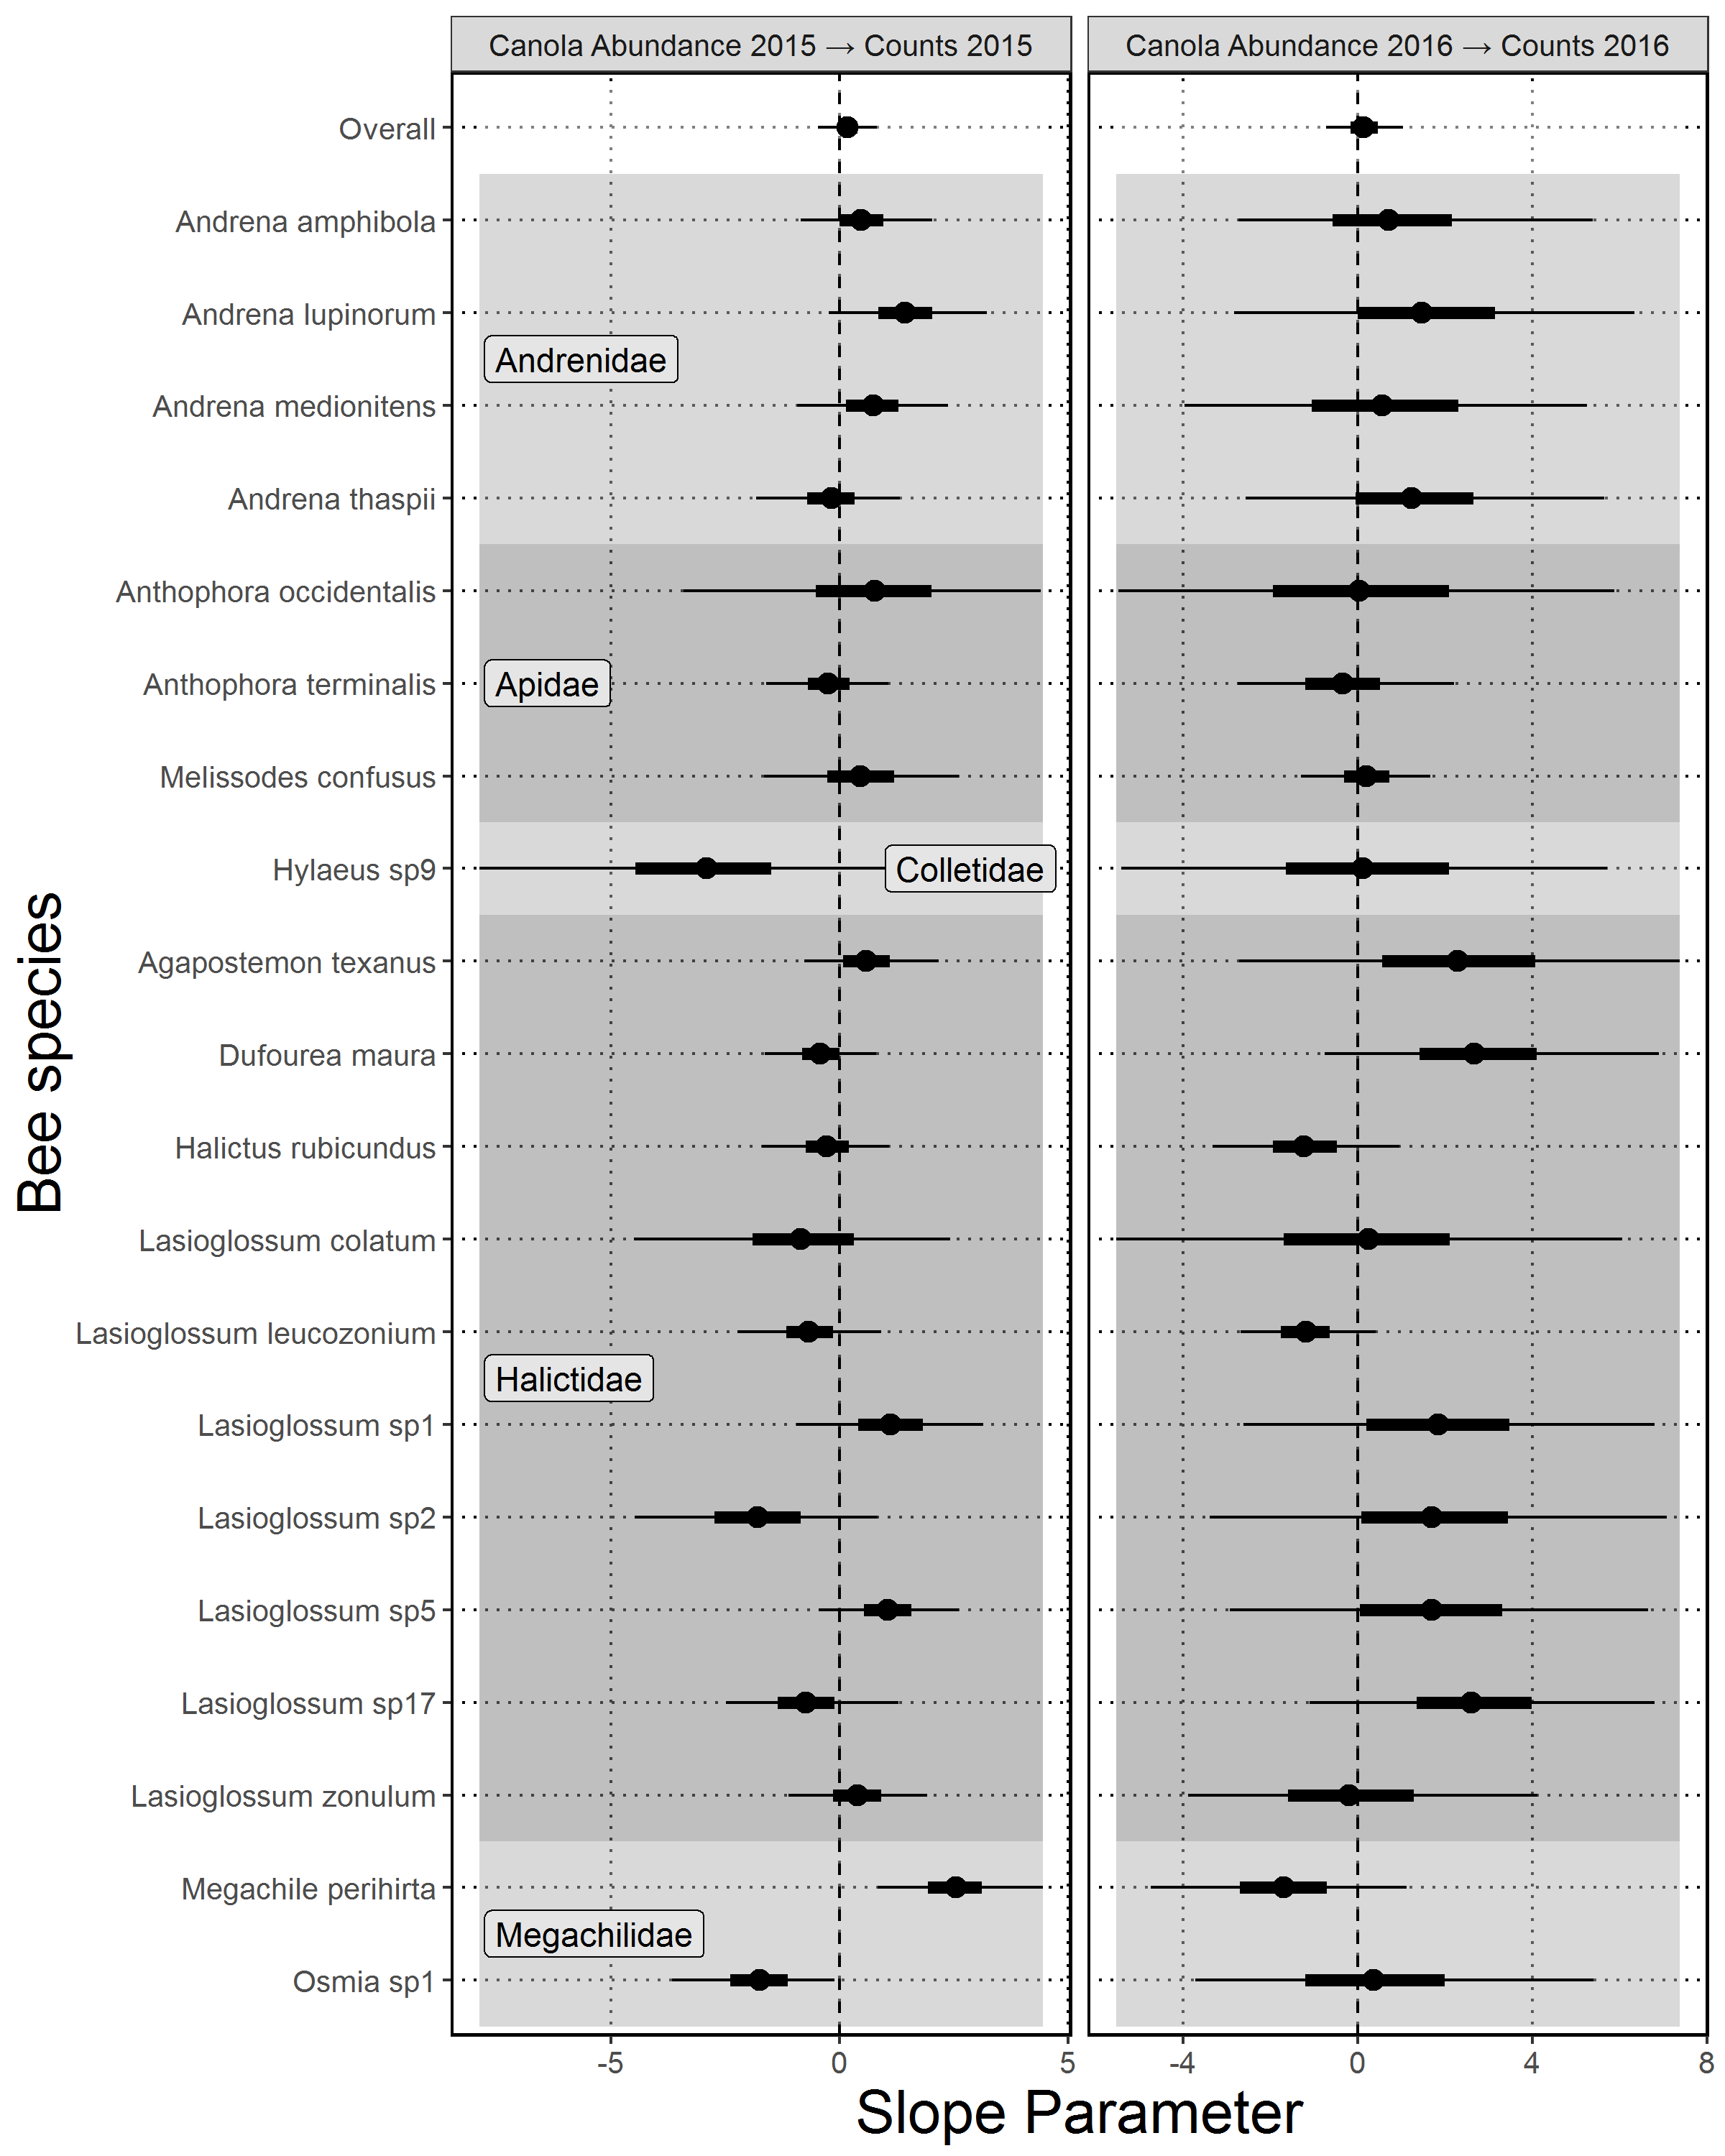 Canola Abundance 2015 → Counts 2015
Canola Abundance 2016 → Counts 2016
Overall
Andrena amphibola
Andrena lupinorum
Andrenidae
Andrena medionitens
Andrena thaspii
Anthophora occidentalis
Anthophora terminalis
Apidae
Melissodes confusus
Hylaeus sp9
Colletidae
Agapostemon texanus
Dufourea maura
Halictus rubicundus
Lasioglossum colatum
Lasioglossum leucozonium
Halictidae
Lasioglossum sp1
Lasioglossum sp2
Lasioglossum sp5
Lasioglossum sp17
Lasioglossum zonulum
Megachile perihirta
Megachilidae
Osmia sp1
Bee species
-5 0 5
-4 0 4 8
Slope Parameter